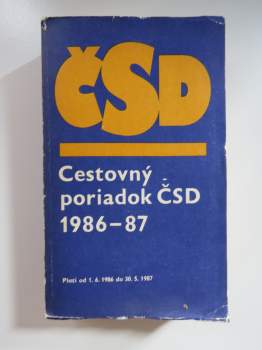 ČSD
Cestovný
poriadok ČSD
1986-87
Platí od 1. 6. 1986 do 30. 5. 1987